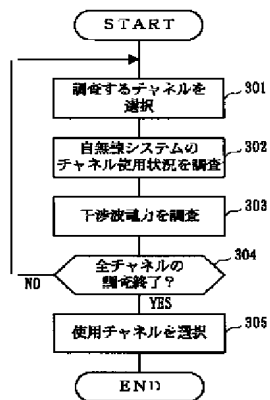 START
調査するチャネルを
選択
301
自無線システムの
チャネル使用状況を調査
302
干渉波電力を調査
303
全チャネルの
調査終了?
304
NO
YES
使用チャネルを選択
305
END